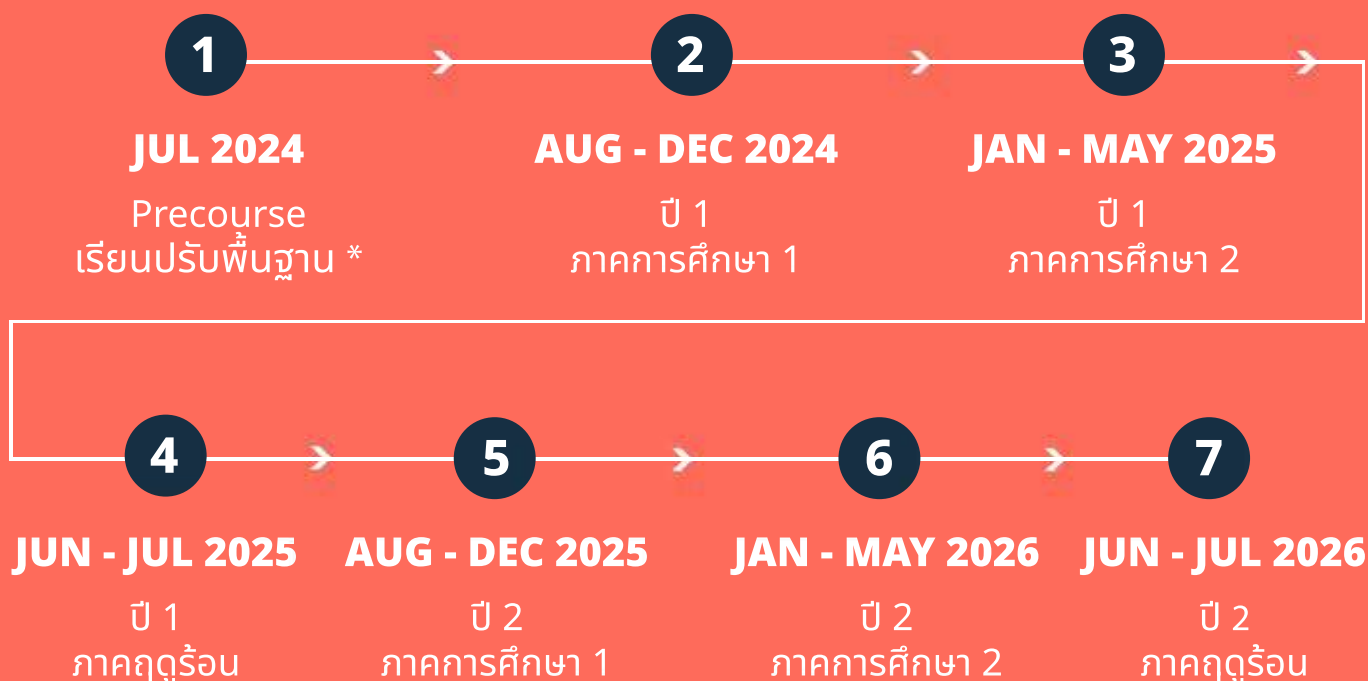 1
2
3
JUL 2024
AUG - DEC 2024
JAN - MAY 2025
Precourse
เรียนปรับพื้นฐาน *
ปี 1
ภาคการศึกษา 1
ปี 1
ภาคการศึกษา 2
4
5
6
7
JUN - JUL 2025
AUG - DEC 2025
JAN - MAY 2026
JUN - JUL 2026
ปี 1
ภาคฤดูร้อน
ปี 2
ภาคการศึกษา 1
ปี 2
ภาคการศึกษา 2
ปี 2
ภาคฤดูร้อน